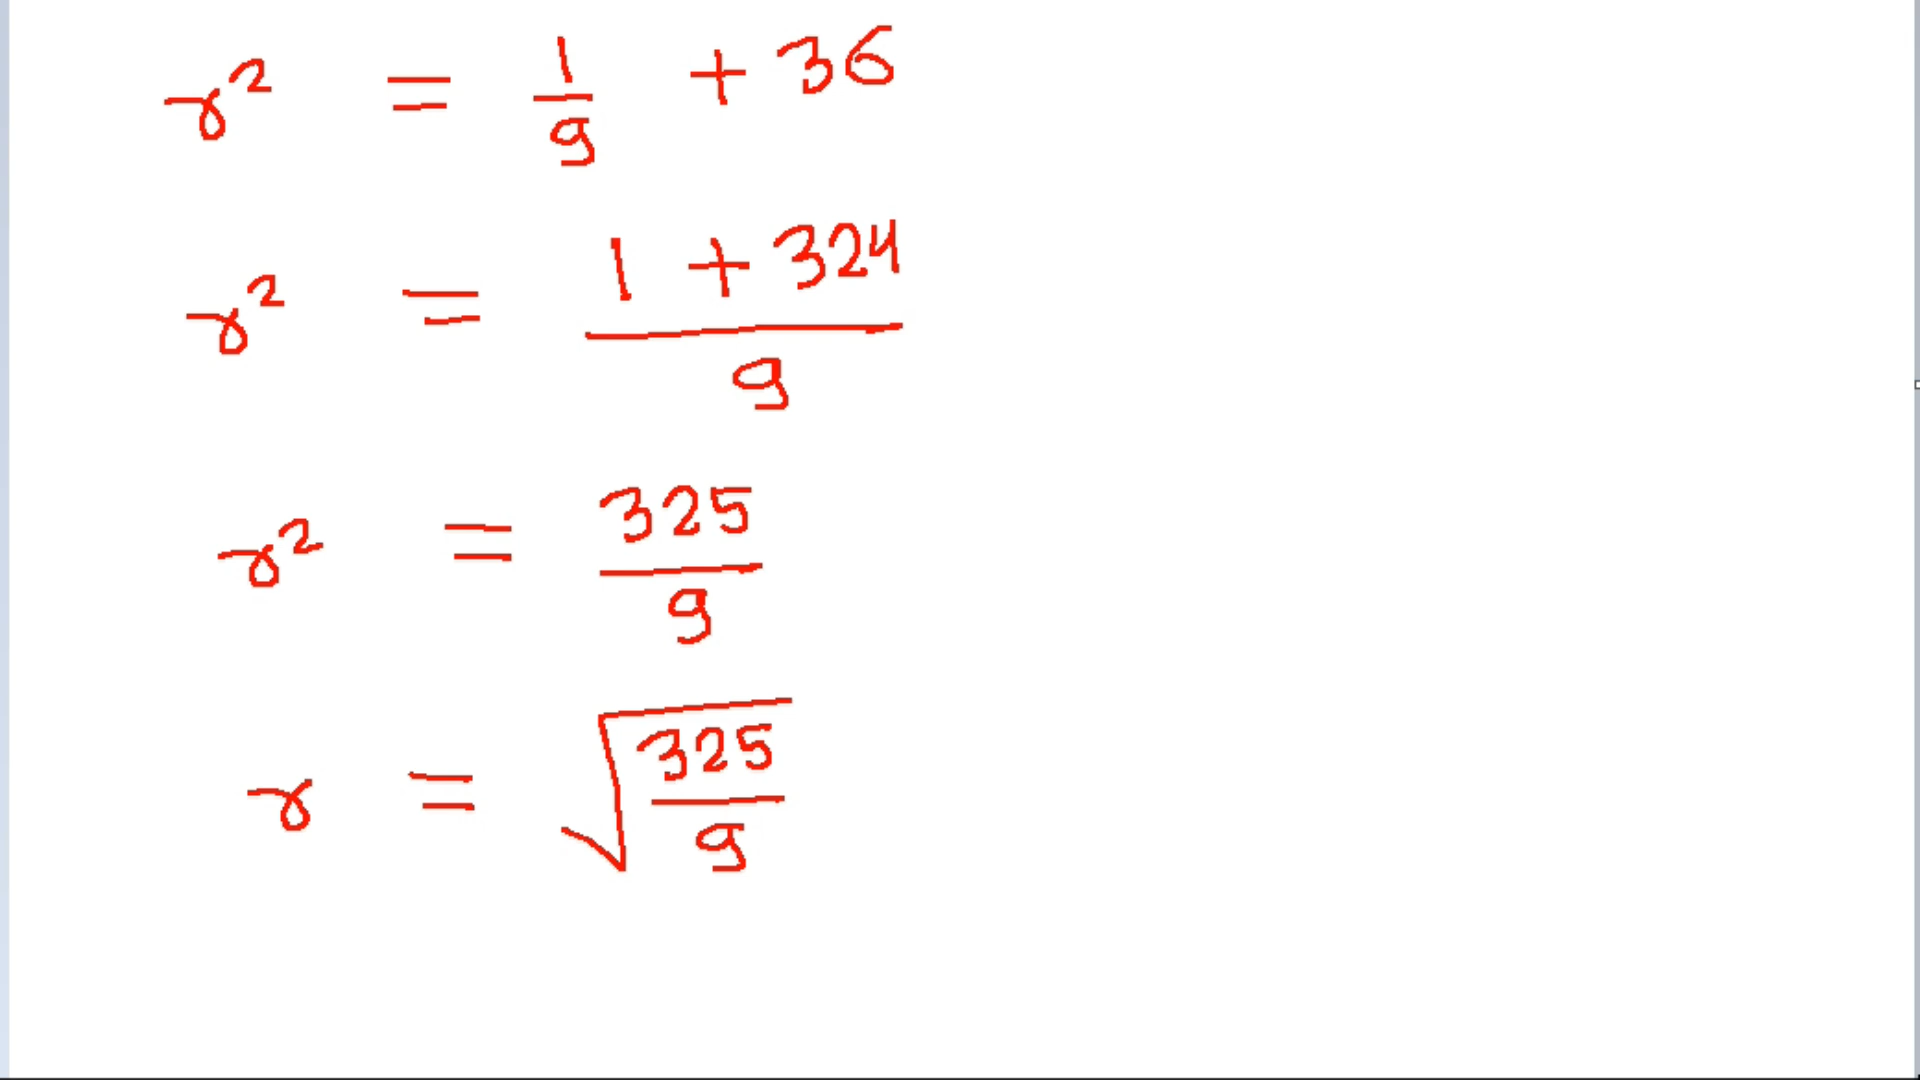 r² = 1/9 + 36
r² = (1 + 324)/9
r² = 325/9
r = √(325/9)